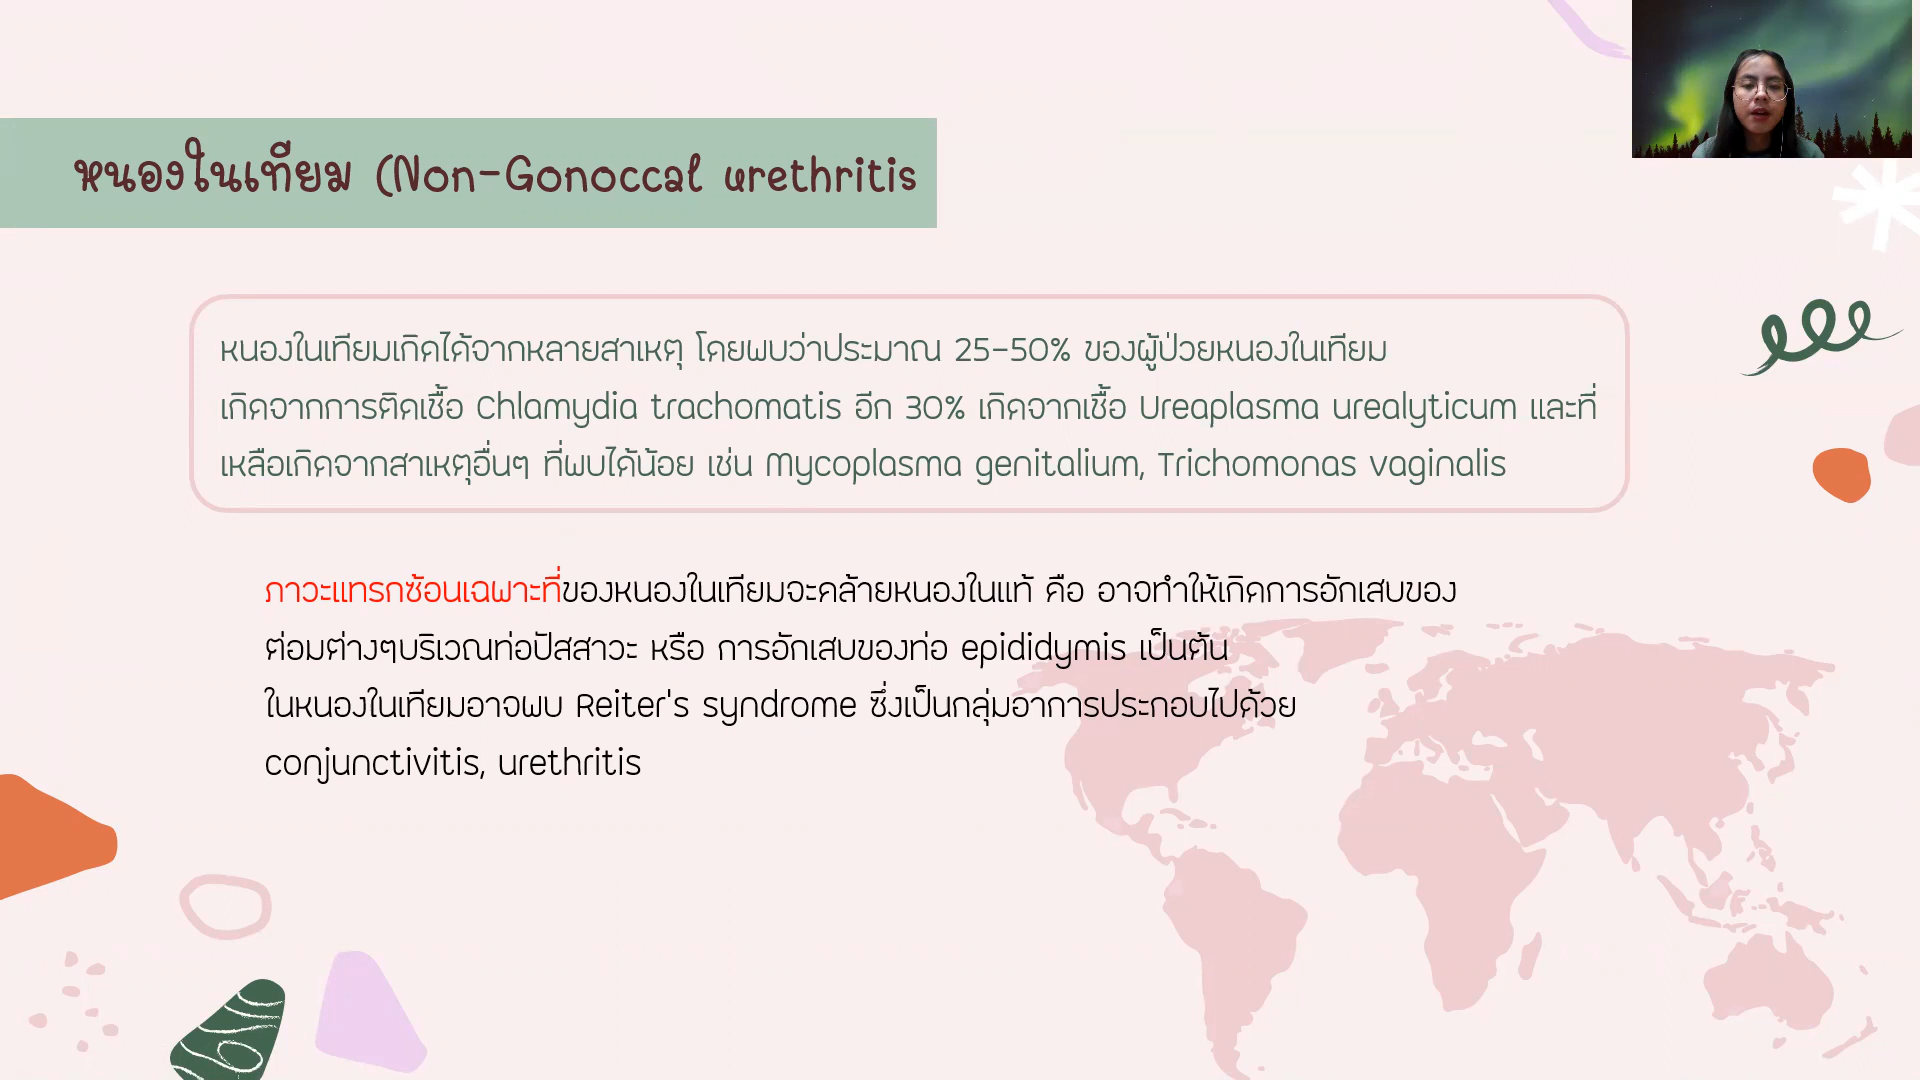 หนองในเทียม (Non-Gonoccal urethritis
หนองในเทียมเกิดได้จากหลายสาเหตุ โดยพบว่าประมาณ 25-50% ของผู้ป่วยหนองในเทียม
เกิดจากการติดเชื้อ Chlamydia trachomatis อีก 30% เกิดจากเชื้อ Ureaplasma urealyticum และที่
เหลือเกิดจากสาเหตุอื่นๆ ที่พบได้น้อย เช่น Mycoplasma genitalium, Trichomonas vaginalis
ภาวะแทรกซ้อนเฉพาะที่ของหนองในเทียมจะคล้ายหนองในแท้ คือ อาจทำให้เกิดการอักเสบของ
ต่อมต่างๆบริเวณท่อปัสสาวะ หรือ การอักเสบของท่อ epididymis เป็นต้น
ในหนองในเทียมอาจพบ Reiter's syndrome ซึ่งเป็นกลุ่มอาการประกอบไปด้วย
conjunctivitis, urethritis